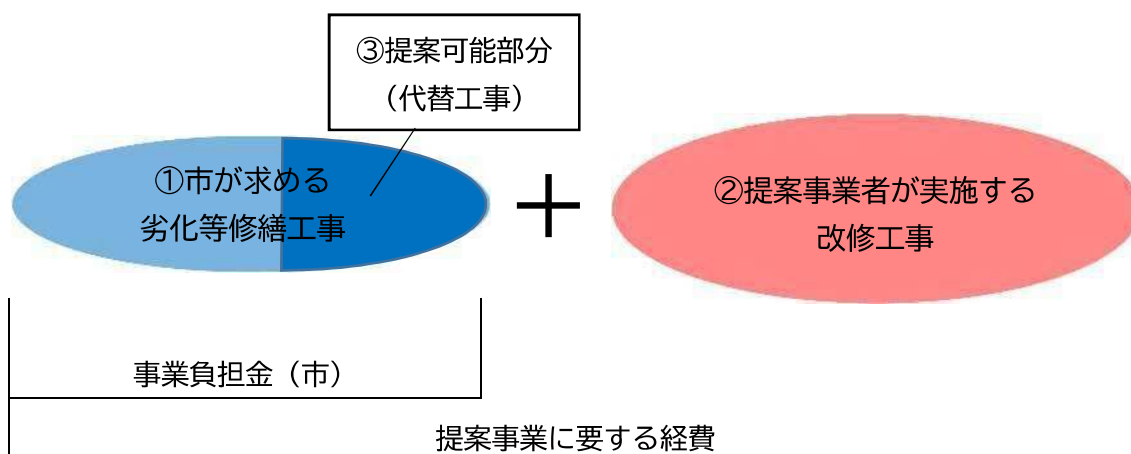 ③提案可能部分
（代替工事）
①市が求める
劣化等修繕工事
＋
②提案事業者が実施する
改修工事
事業負担金（市）
提案事業に要する経費